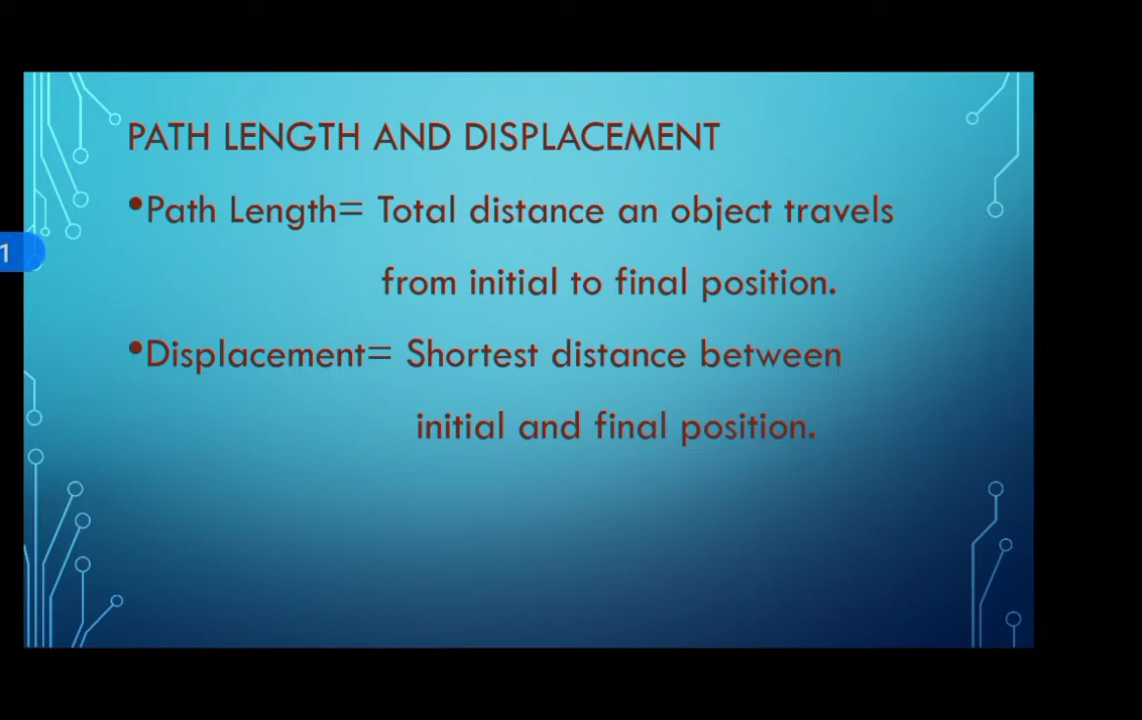 PATH LENGTH AND DISPLACEMENT
•Path Length= Total distance an object travels
from initial to final position.
1
•Displacement= Shortest distance between
initial and final position.